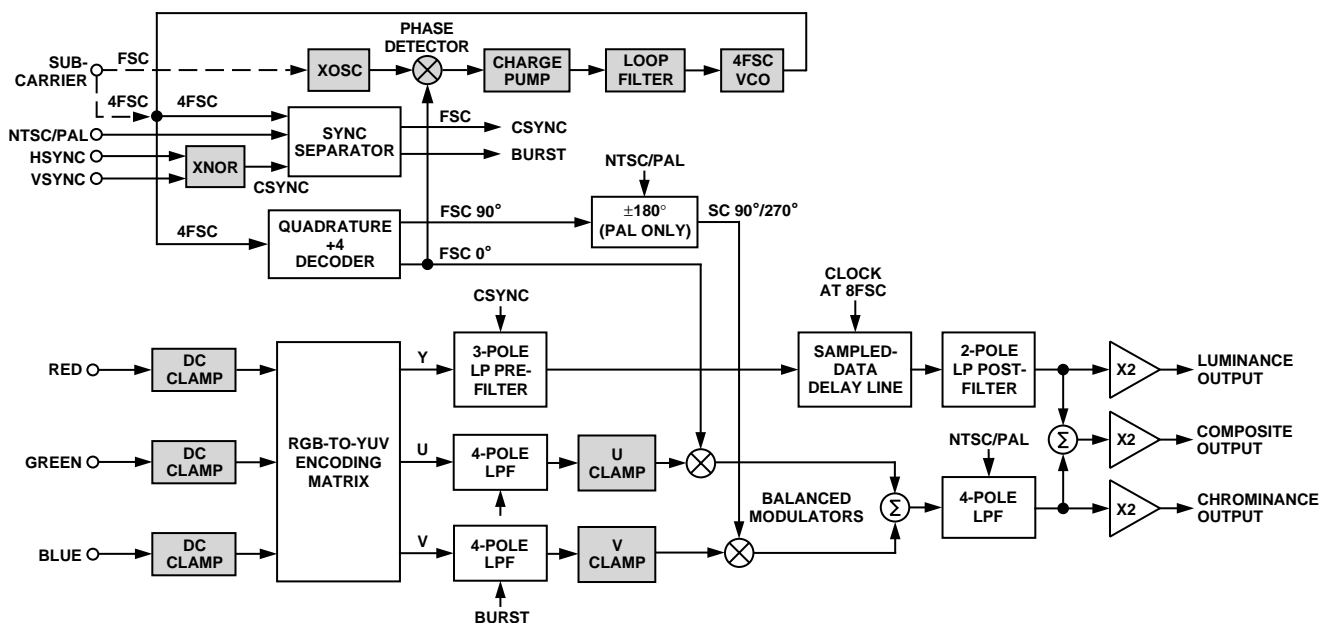 PHASE
DETECTOR
SUB-
CARRIER
FSC
XOSC
CHARGE
PUMP
LOOP
FILTER
4FSC
VCO
4FSC
4FSC
NTSC/PAL
HSYNC
VSYNC
XNOR
CSYNC
SYNC
SEPARATOR
FSC
CSYNC
BURST
NTSC/PAL
4FSC
QUADRATURE
+4
DECODER
FSC 90°
FSC 0°
±180°
(PAL ONLY)
SC 90°/270°
CSYNC
CLOCK
AT 8FSC
RED
DC
CLAMP
RGB-TO-YUV
ENCODING
MATRIX
Y
3-POLE
LP PRE-
FILTER
SAMPLED-
DATA
DELAY LINE
2-POLE
LP POST-
FILTER
X2
LUMINANCE
OUTPUT
GREEN
DC
CLAMP
U
4-POLE
LPF
U
CLAMP
NTSC/PAL
Σ
X2
COMPOSITE
OUTPUT
BALANCED
MODULATORS
Σ
4-POLE
LPF
X2
CHROMINANCE
OUTPUT
BLUE
DC
CLAMP
V
4-POLE
LPF
V
CLAMP
BURST